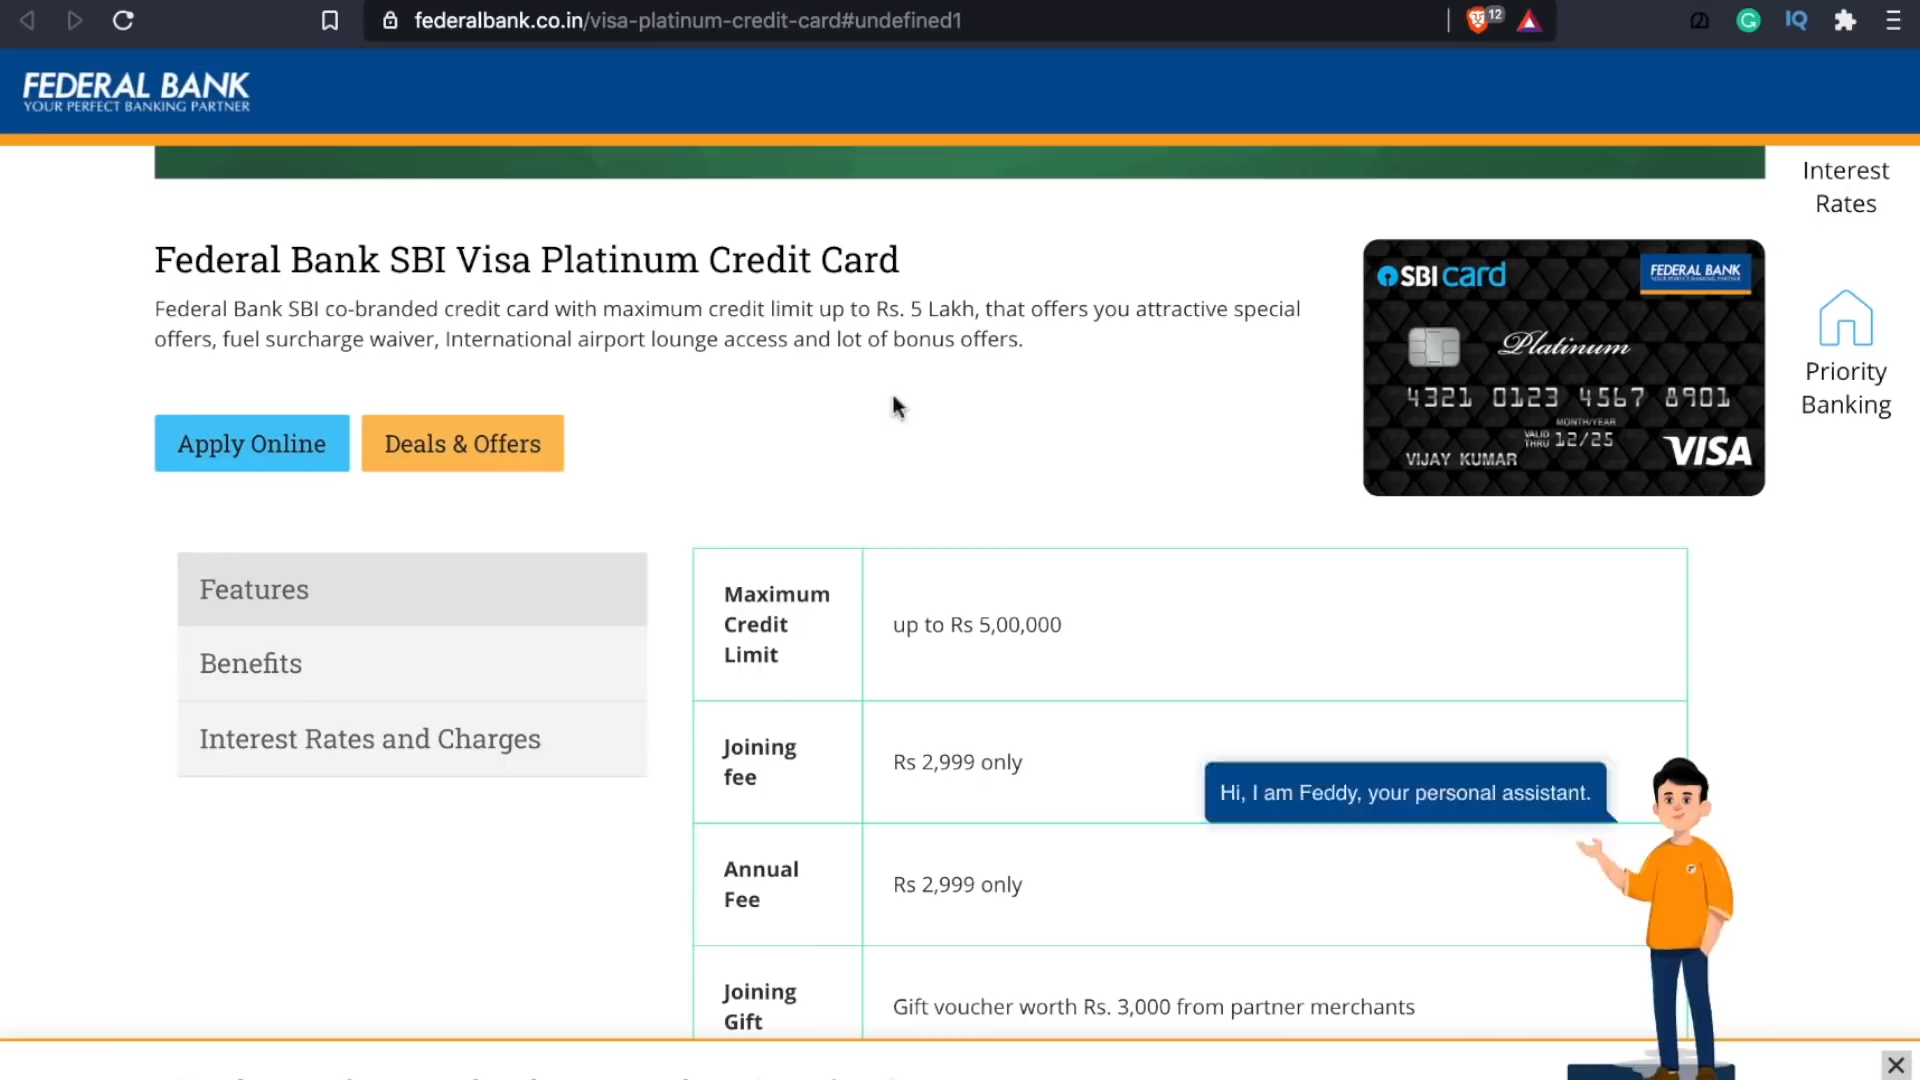 federalbank.co.in/visa-platinum-credit-card#undefined1
12
G
IQ
FEDERAL BANK
YOUR PERFECT BANKING PARTNER
Interest
Rates
Federal Bank SBI Visa Platinum Credit Card
Federal Bank SBI co-branded credit card with maximum credit limit up to Rs. 5 Lakh, that offers you attractive special
offers, fuel surcharge waiver, International airport lounge access and lot of bonus offers.
Apply Online
Deals & Offers
SBI card
FEDERAL BANK
YOUR PERFECT BANKING PARTNER
Platinum
4321 0123 4567 8901
MONTH/YEAR
VALID
THRU 12/25
VIJAY KUMAR
VISA
Priority
Banking
Features
Benefits
Interest Rates and Charges
Maximum
Credit
Limit
up to Rs 5,00,000
Joining
fee
Rs 2,999 only
Annual
Fee
Rs 2,999 only
Joining
Gift
Gift voucher worth Rs. 3,000 from partner merchants
Hi, I am Feddy, your personal assistant.